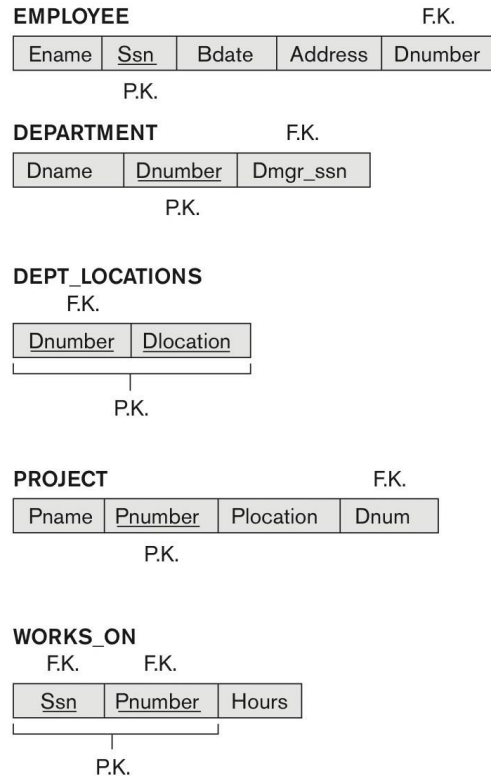 EMPLOYEE F.K.
Ename Ssn Bdate Address Dnumber
P.K.
DEPARTMENT F.K.
Dname Dnumber Dmgr_ssn
P.K.
DEPT_LOCATIONS
F.K.
Dnumber Dlocation
P.K.
PROJECT F.K.
Pname Pnumber Plocation Dnum
P.K.
WORKS_ON
F.K. F.K.
Ssn Pnumber Hours
P.K.